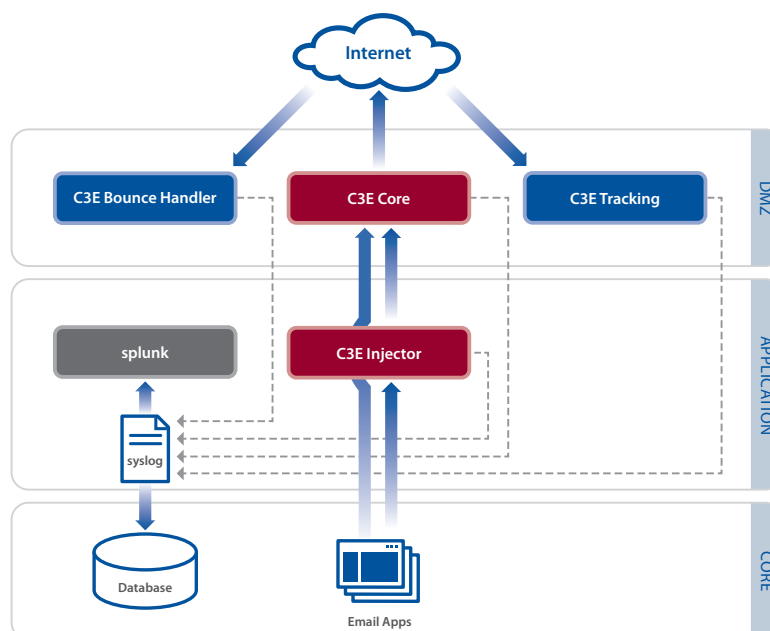 Internet
C3E Bounce Handler
C3E Core
C3E Tracking
DMZ
splunk
C3E Injector
APPLICATION
syslog
Database
Email Apps
CORE